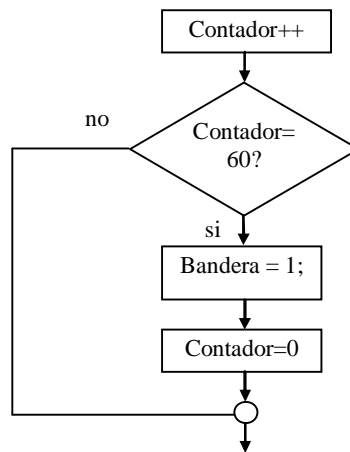 Contador++
no
Contador=
60?
si
Bandera = 1;
Contador=0